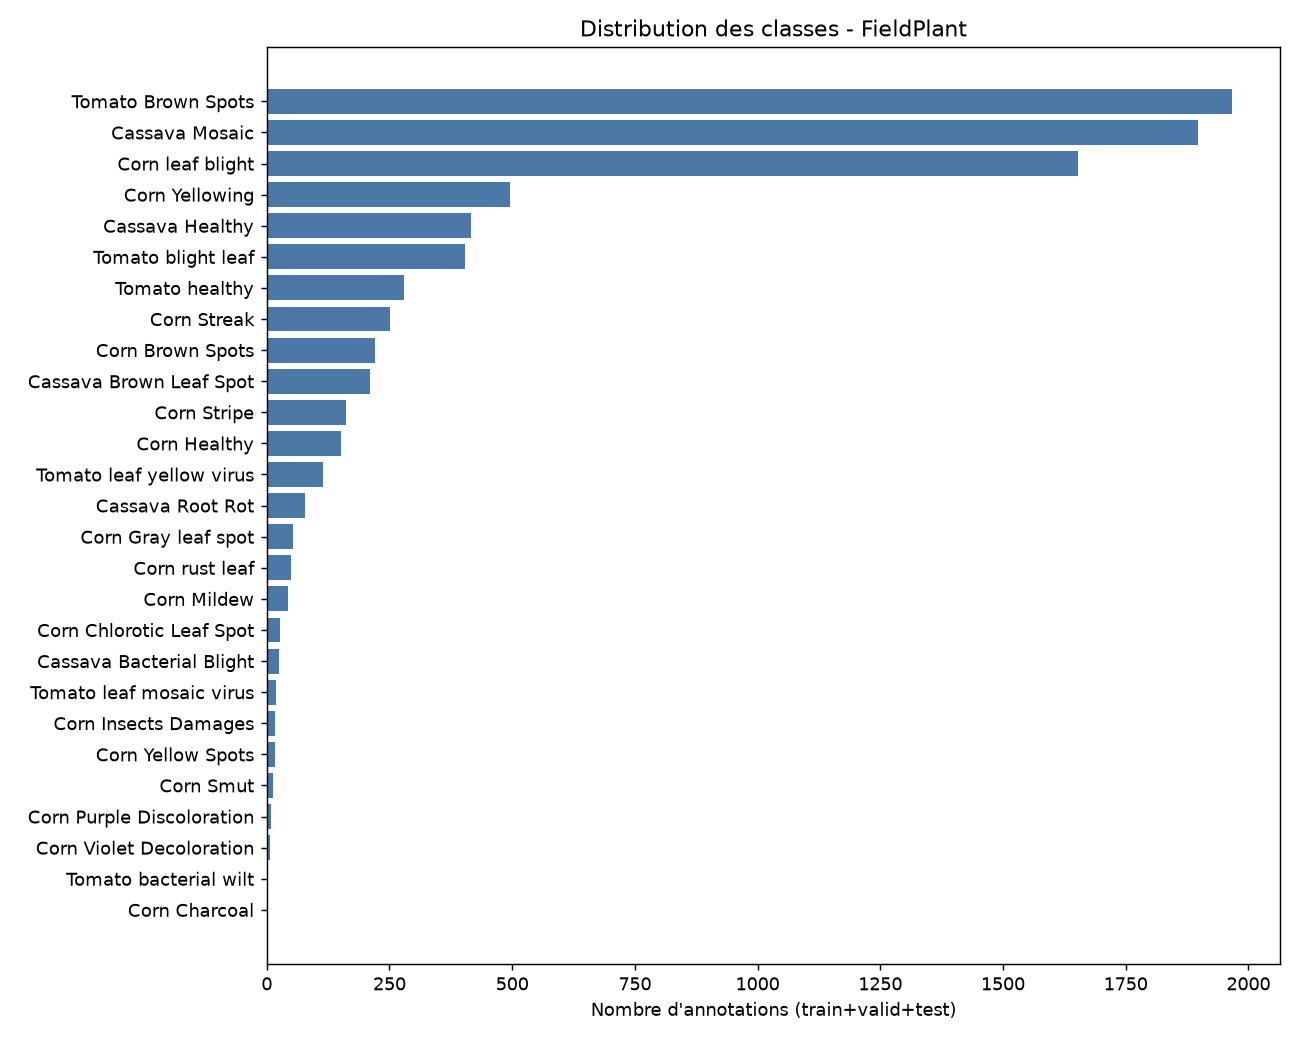 Distribution des classes - FieldPlant
Tomato Brown Spots
Cassava Mosaic
Corn leaf blight
Corn Yellowing
Cassava Healthy
Tomato blight leaf
Tomato healthy
Corn Streak
Corn Brown Spots
Cassava Brown Leaf Spot
Corn Stripe
Corn Healthy
Tomato leaf yellow virus
Cassava Root Rot
Corn Gray leaf spot
Corn rust leaf
Corn Mildew
Corn Chlorotic Leaf Spot
Cassava Bacterial Blight
Tomato leaf mosaic virus
Corn Insects Damages
Corn Yellow Spots
Corn Smut
Corn Purple Discoloration
Corn Violet Decoloration
Tomato bacterial wilt
Corn Charcoal
0 250 500 750 1000 1250 1500 1750 2000
Nombre d'annotations (train+valid+test)